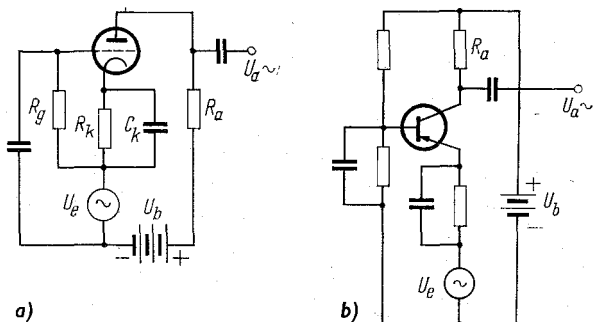 U_a~
R_g
R_k
C_k
R_a
U_e
U_b
- +
a)
R_a
U_a~
+
U_b
-
U_e
b)